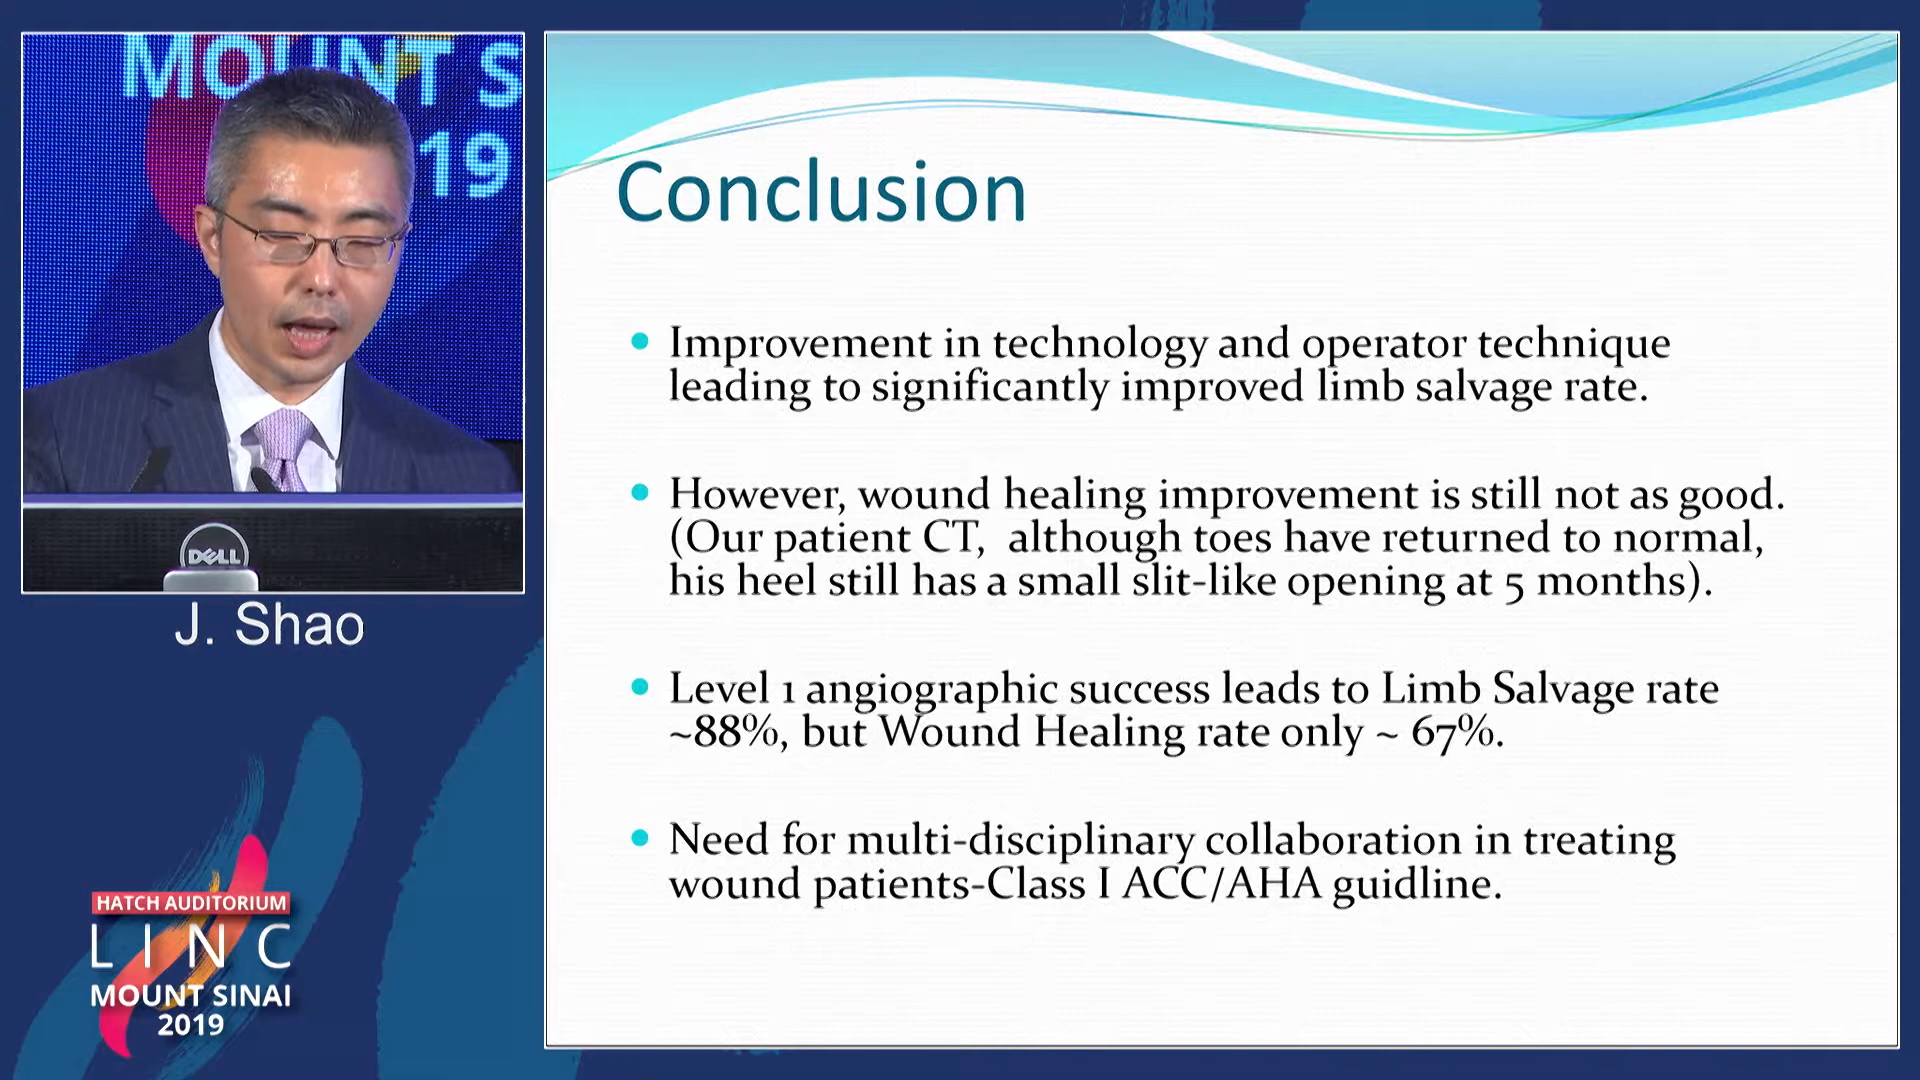 MOUNT S
19
DELL
J. Shao
HATCH AUDITORIUM
LINC
MOUNT SINAI
2019
Conclusion
• Improvement in technology and operator technique
leading to significantly improved limb salvage rate.
• However, wound healing improvement is still not as good.
(Our patient CT,  although toes have returned to normal,
his heel still has a small slit-like opening at 5 months).
• Level 1 angiographic success leads to Limb Salvage rate
~88%, but Wound Healing rate only ~ 67%.
• Need for multi-disciplinary collaboration in treating
wound patients-Class I ACC/AHA guidline.